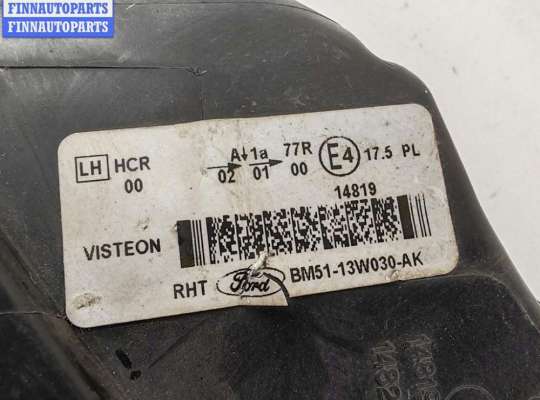 FINNAUTOPARTS
FINNAUTOPARTS
LH HCR A↓1a 77R E4 17.5 PL
00 02 01 00
14819
VISTEON
RHT Ford BM51-13W030-AK